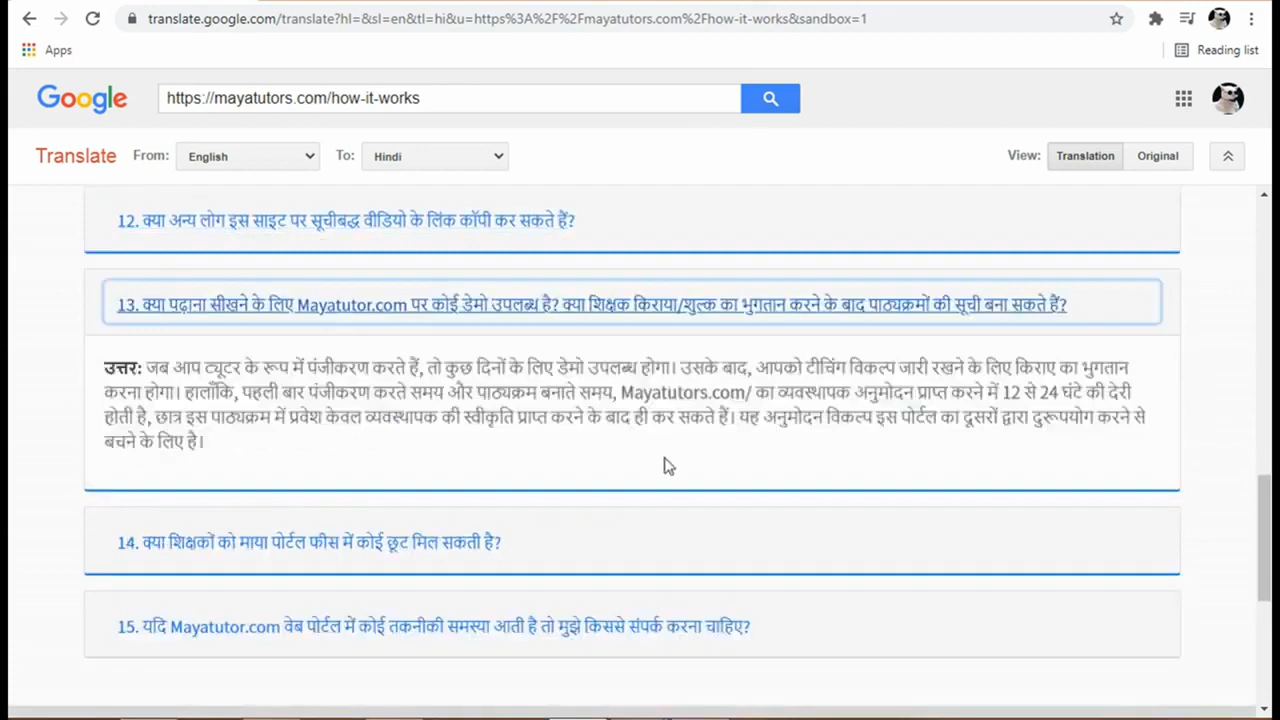 translate.google.com/translate?hl=&sl=en&tl=hi&u=https%3A%2F%2Fmayatutors.com%2Fhow-it-works&sandbox=1
Apps
Reading list
Google
https://mayatutors.com/how-it-works
Translate From: English To: Hindi View: Translation Original
12. क्या अन्य लोग इस साइट पर सूचीबद्ध वीडियो के लिंक कॉपी कर सकते हैं?
13. क्या पढ़ाना सीखने के लिए Mayatutor.com पर कोई डेमो उपलब्ध है? क्या शिक्षक किराया/शुल्क का भुगतान करने के बाद पाठ्यक्रमों की सूची बना सकते हैं?
उत्तर: जब आप ट्यूटर के रूप में पंजीकरण करते हैं, तो कुछ दिनों के लिए डेमो उपलब्ध होगा। उसके बाद, आपको टीचिंग विकल्प जारी रखने के लिए किराए का भुगतान
करना होगा। हालाँकि, पहली बार पंजीकरण करते समय और पाठ्यक्रम बनाते समय, Mayatutors.com/ का व्यवस्थापक अनुमोदन प्राप्त करने में 12 से 24 घंटे की देरी
होती है, छात्र इस पाठ्यक्रम में प्रवेश केवल व्यवस्थापक की स्वीकृति प्राप्त करने के बाद ही कर सकते हैं। यह अनुमोदन विकल्प इस पोर्टल का दूसरों द्वारा दुरूपयोग करने से
बचने के लिए है।
14. क्या शिक्षकों को माया पोर्टल फीस में कोई छूट मिल सकती है?
15. यदि Mayatutor.com वेब पोर्टल में कोई तकनीकी समस्या आती है तो मुझे किससे संपर्क करना चाहिए?